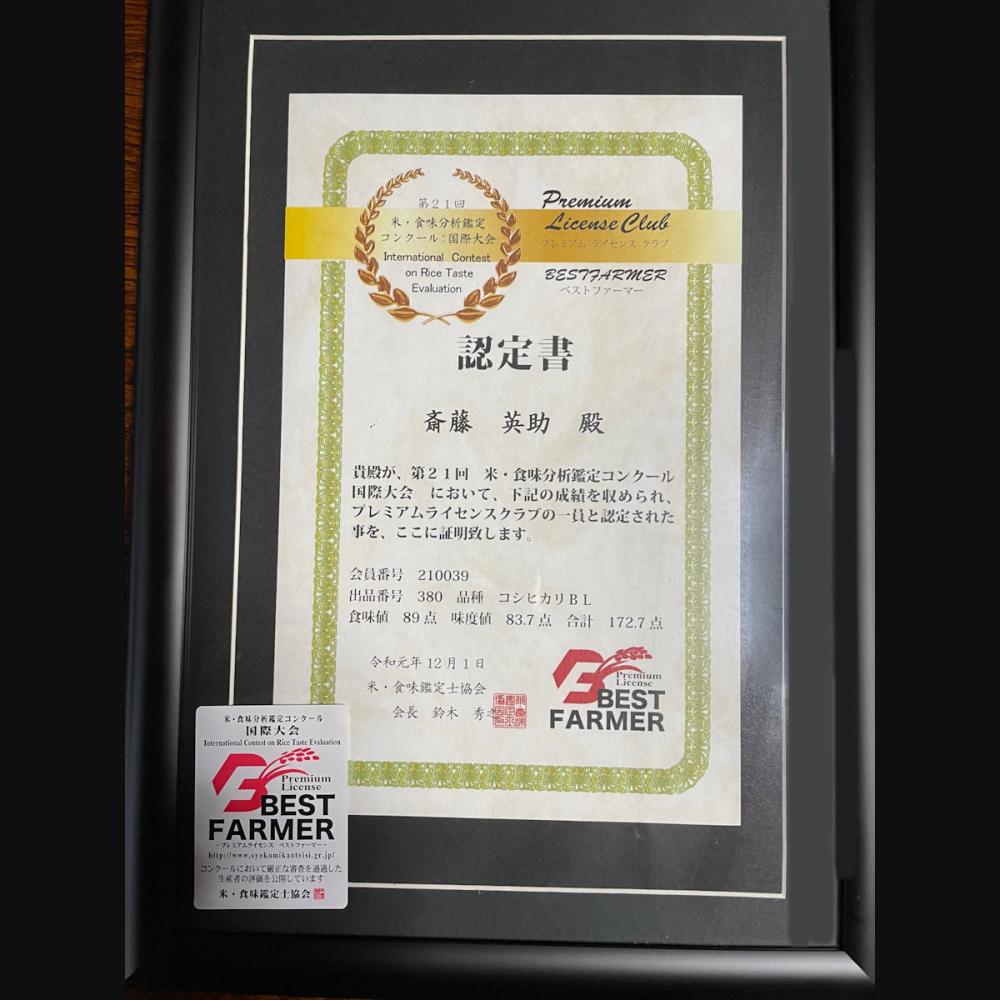 第21回
米・食味分析鑑定
コンクール：国際大会
International Contest
on Rice Taste
Evaluation
Premium
License Club
プレミアム ライセンス クラブ
BESTFARMER
ベストファーマー
認定書
斎藤　英助　殿
貴殿が、第21回　米・食味分析鑑定コンクール
国際大会　において、下記の成績を収められ、
プレミアムライセンスクラブの一員と認定された
事を、ここに証明致します。
会員番号　210039
出品番号　380　品種　コシヒカリBL
食味値　89点　味度値　83.7点　合計　172.7点
令和元年12月1日
米・食味鑑定士協会
会長　鈴木　秀
Premium
License
BEST
FARMER
米・食味分析鑑定コンクール
国際大会
International Contest on Rice Taste Evaluation
Premium
License
BEST
FARMER
-プレミアムライセンス ベストファーマー-
http://www.syokumikanteisi.gr.jp/
コンクールにおいて厳正な審査を通過した
生産者の評価を公開しています
米・食味鑑定士協会